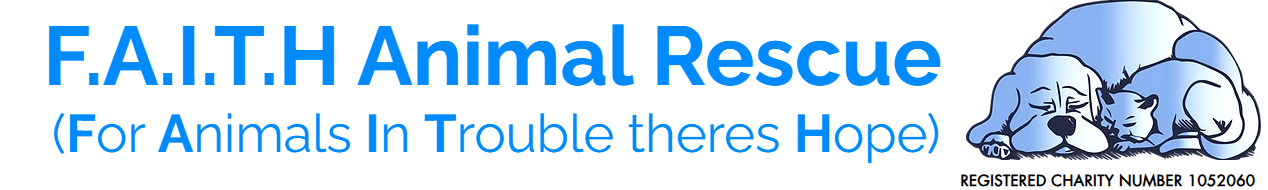 F.A.I.T.H Animal Rescue
(For Animals In Trouble theres Hope)
REGISTERED CHARITY NUMBER 1052060